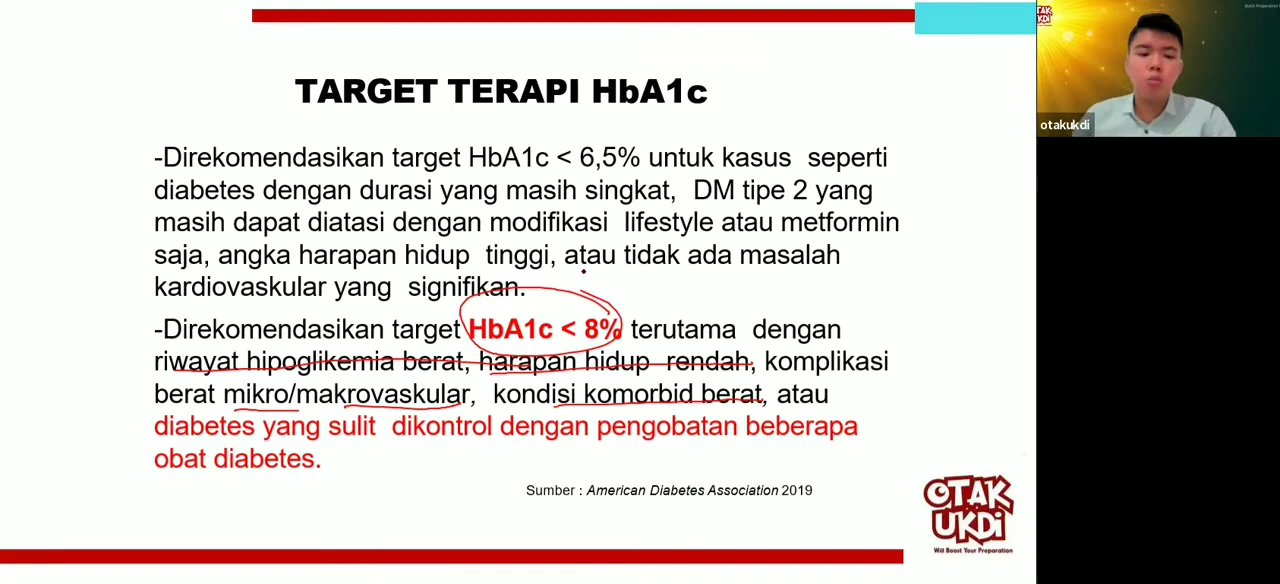 TARGET TERAPI HbA1c
-Direkomendasikan target HbA1c < 6,5% untuk kasus seperti
diabetes dengan durasi yang masih singkat, DM tipe 2 yang
masih dapat diatasi dengan modifikasi lifestyle atau metformin
saja, angka harapan hidup tinggi, atau tidak ada masalah
kardiovaskular yang signifikan.
-Direkomendasikan target HbA1c < 8% terutama dengan
riwayat hipoglikemia berat, harapan hidup rendah, komplikasi
berat mikro/makrovaskular, kondisi komorbid berat, atau
diabetes yang sulit dikontrol dengan pengobatan beberapa
obat diabetes.
Sumber : American Diabetes Association 2019
OTAK
UKDi
Will Boost Your Preparation
otakukdi